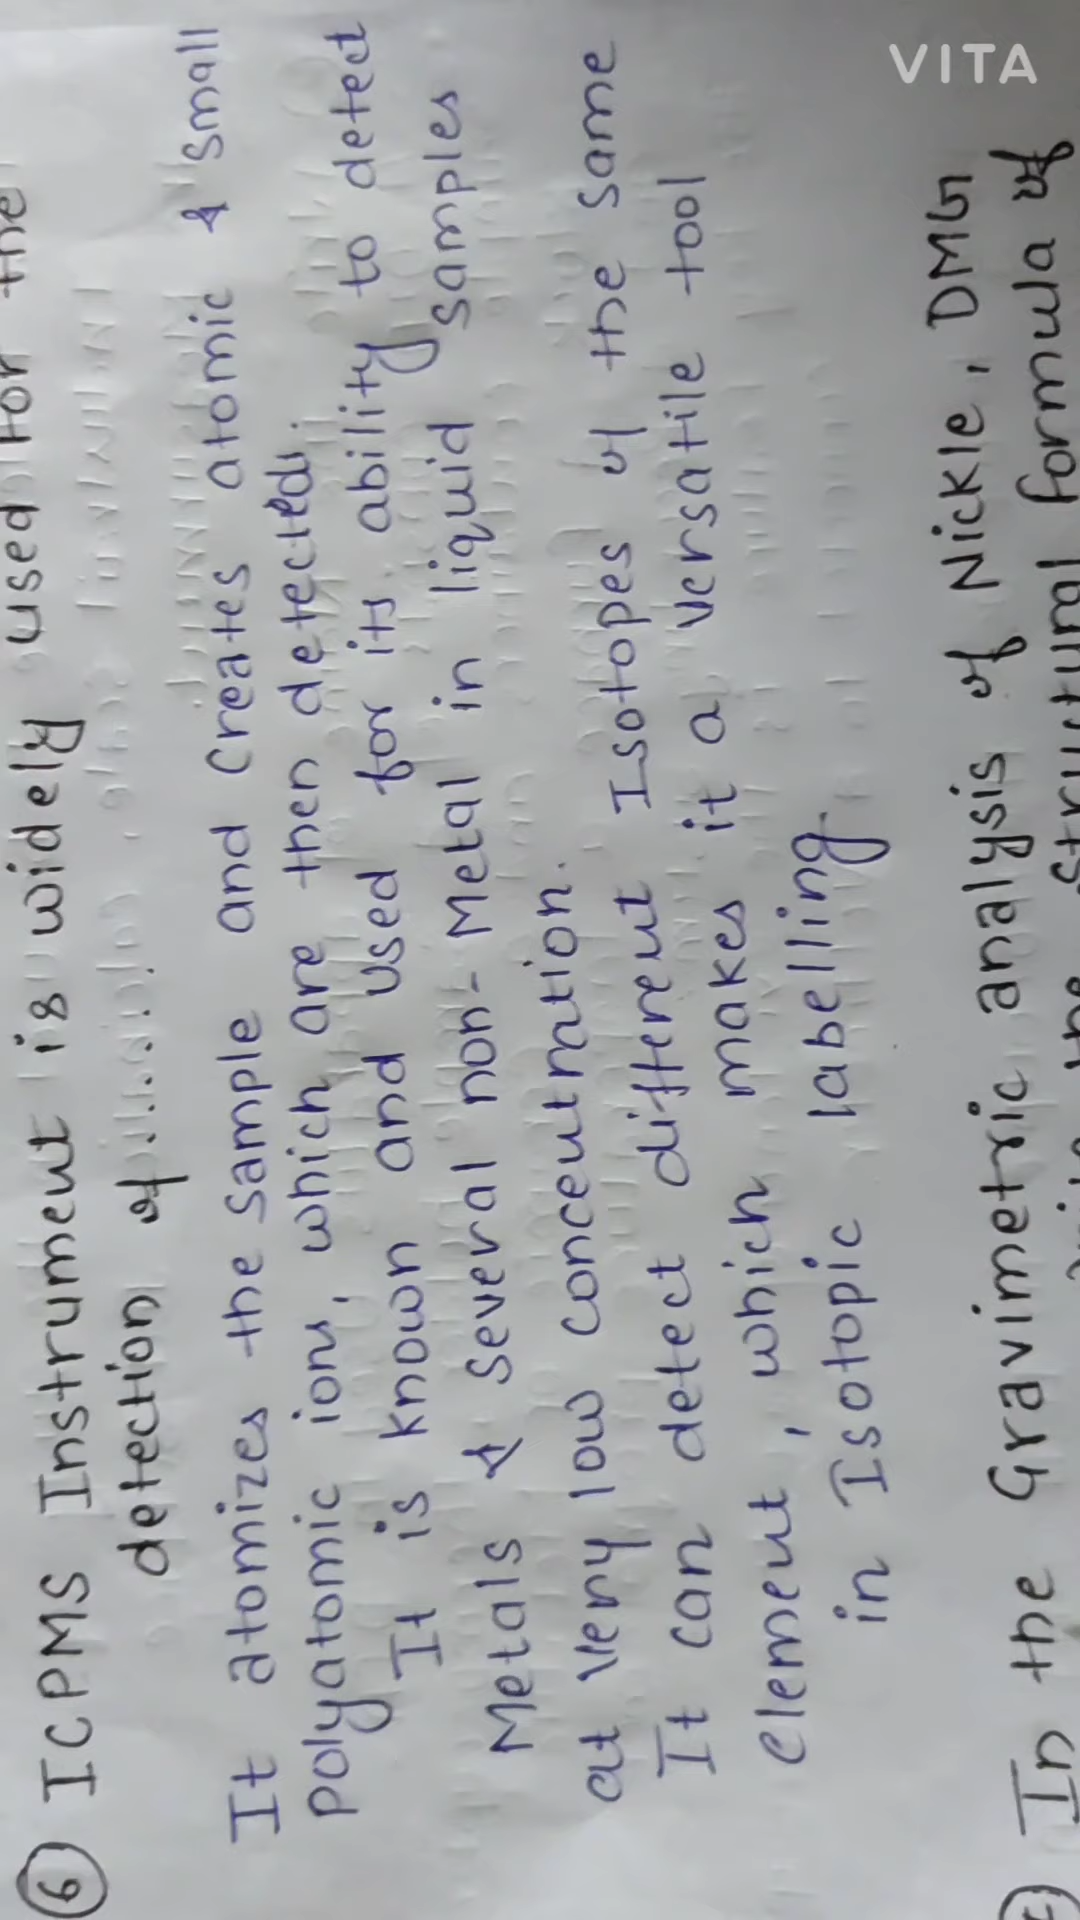 VITA
⑥ ICPMS Instrument is widely used for the
detection of........
It atomizes the sample and creates atomic & small
polyatomic ions, which are then detected.
It is known and used for its ability to detect
Metals & several non-Metal in liquid samples
at very low concentration.
It can detect different Isotopes of the same
element, which makes it a versatile tool
in Isotopic labelling
In the Gravimetric analysis of Nickle, DMG
the structural formula of